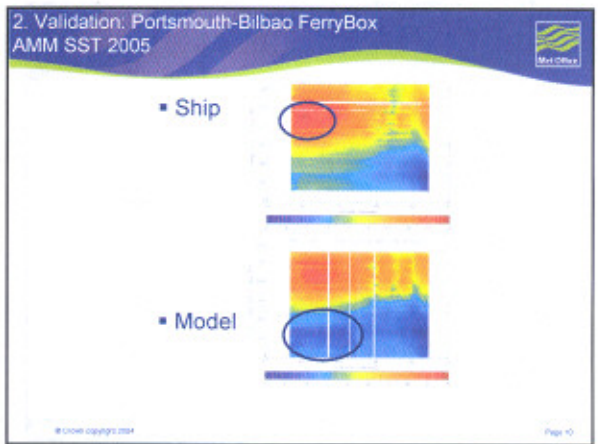 2. Validation: Portsmouth-Bilbao FerryBox
AMM SST 2005
Met Office
▪ Ship
▪ Model
© Crown copyright 2004
Page 10